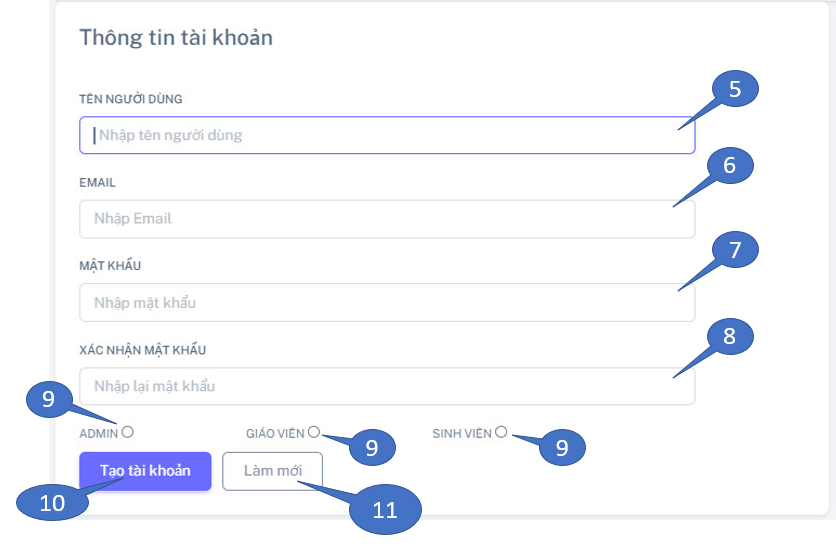 Thông tin tài khoản
5
TÊN NGƯỜI DÙNG
Nhập tên người dùng
6
EMAIL
Nhập Email
7
MẬT KHẨU
Nhập mật khẩu
8
XÁC NHẬN MẬT KHẨU
Nhập lại mật khẩu
9
ADMIN GIÁO VIÊN SINH VIÊN
9 9
Tạo tài khoản Làm mới
10 11